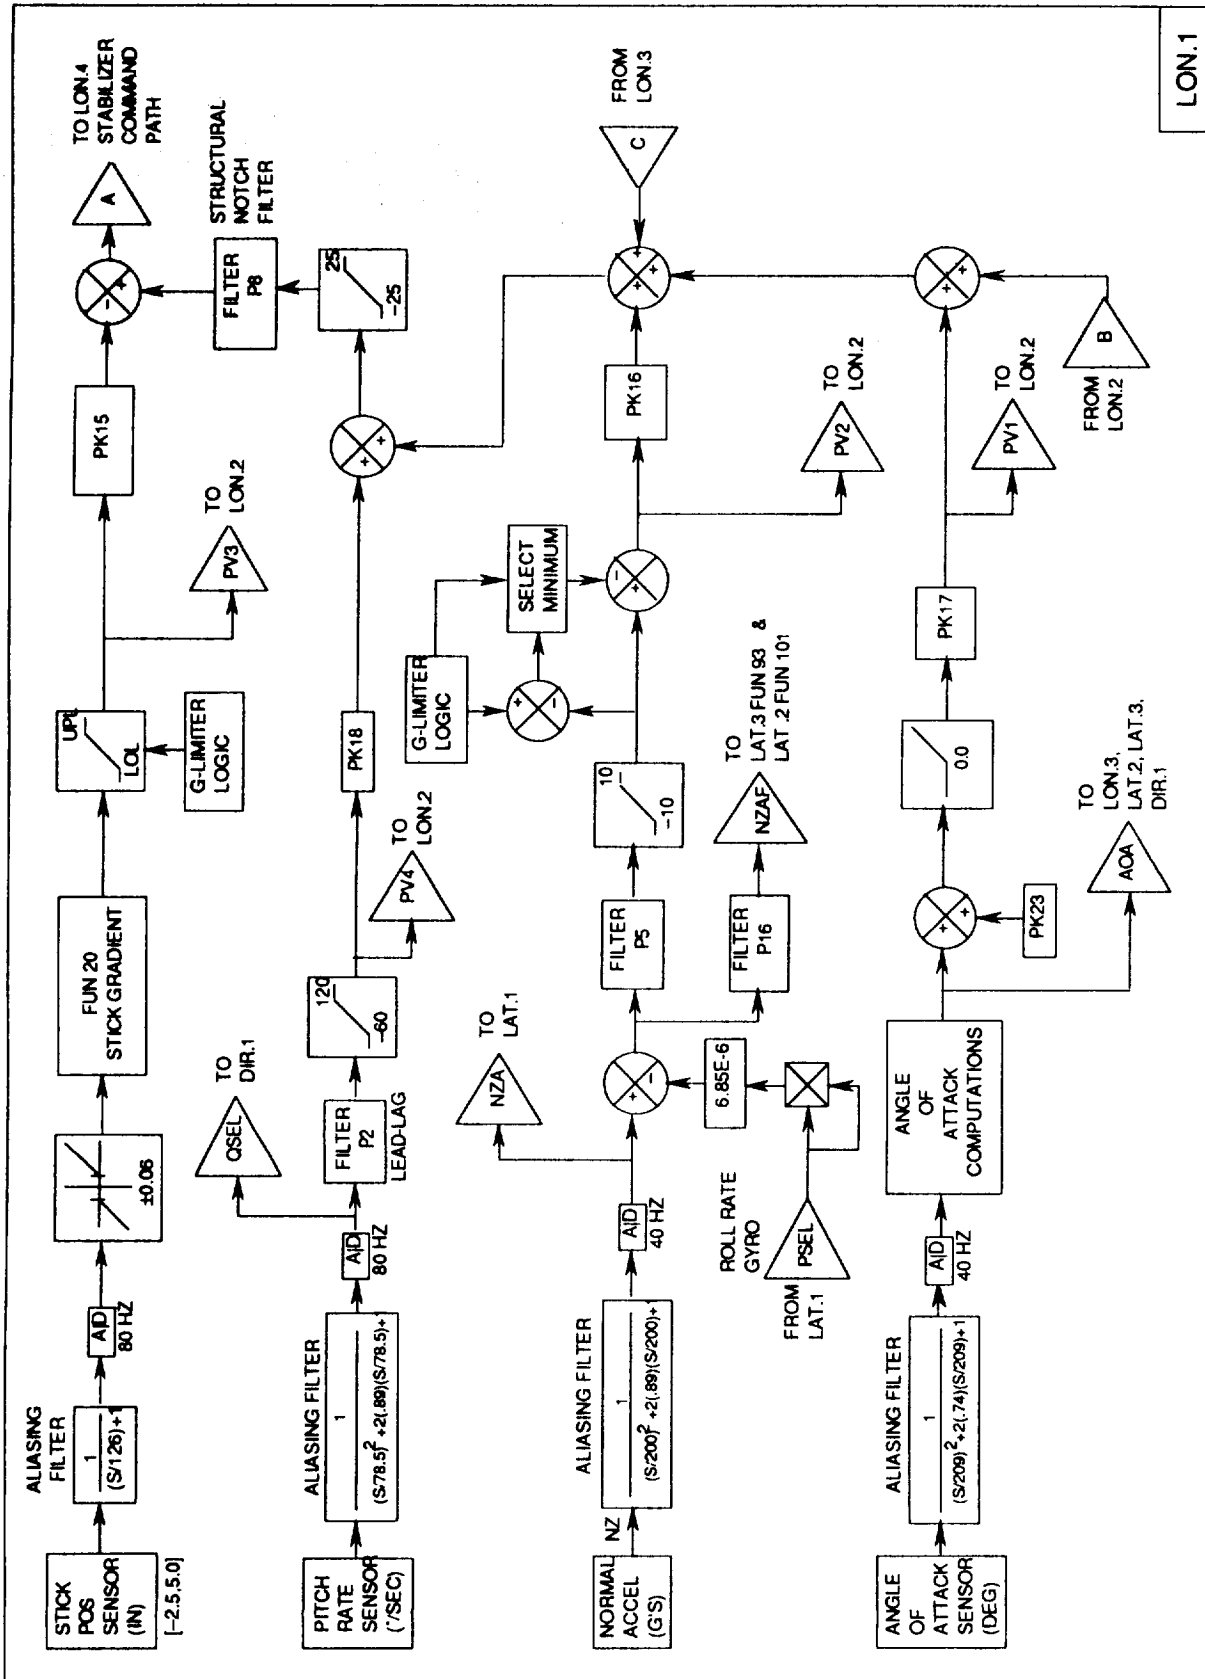 ALIASING
FILTER
STICK
POS
SENSOR
(IN)
[-2.5,5.0]
1
(S/126)+1
A|D
80 HZ
±0.06
FUN 20
STICK GRADIENT
UPL
LOL
G-LIMITER
LOGIC
PV3
TO
LON.2
PK15
-
+
A
TO LON.4
STABILIZER
COMMAND
PATH
STRUCTURAL
NOTCH
FILTER
FILTER
P8
25
-25
ALIASING FILTER
PITCH
RATE
SENSOR
(°/SEC)
1
(S/78.5)2 +2(.89)(S/78.5)+1
A|D
80 HZ
QSEL
TO
DIR.1
FILTER
P2
LEAD-LAG
120
-60
PV4
TO
LON.2
PK18
+
+
ALIASING FILTER
NORMAL
ACCEL
(G'S)
NZ
1
(S/200)2 +2(.89)(S/200)+1
A|D
40 HZ
NZA
TO
LAT.1
+
-
6.85E-6
ROLL RATE
GYRO
PSEL
FROM
LAT.1
FILTER
P5
FILTER
P16
10
-10
NZAF
TO
LAT.3 FUN 93 &
LAT .2 FUN 101
G-LIMITER
LOGIC
+
-
SELECT
MINIMUM
-
+
PK16
PV2
TO
LON.2
+
+
+
C
FROM
LON.3
ALIASING FILTER
ANGLE
OF
ATTACK
SENSOR
(DEG)
1
(S/209)2+2(.74)(S/209)+1
A|D
40 HZ
ANGLE
OF
ATTACK
COMPUTATIONS
+
+
PK23
AOA
TO
LON.3,
LAT.2, LAT.3,
DIR.1
0.0
PK17
PV1
TO
LON.2
+
+
B
FROM
LON.2
LON.1